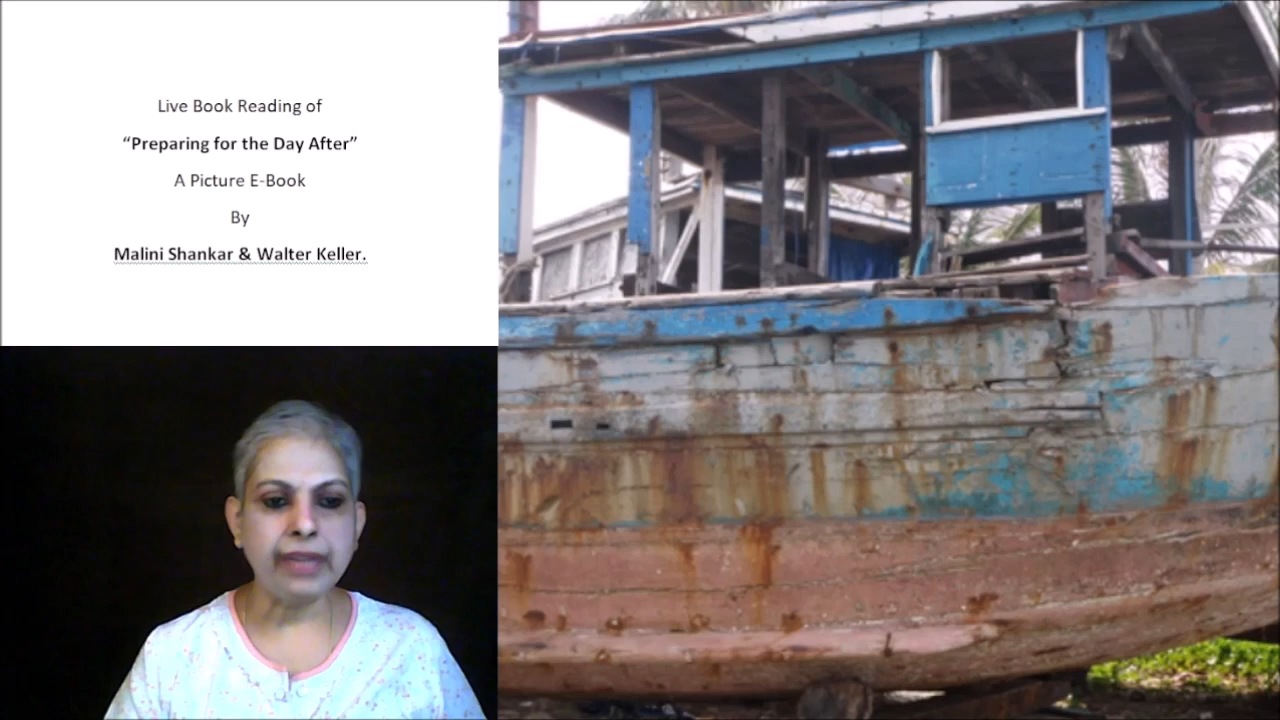 Live Book Reading of
“Preparing for the Day After”
A Picture E-Book
By
Malini Shankar & Walter Keller.